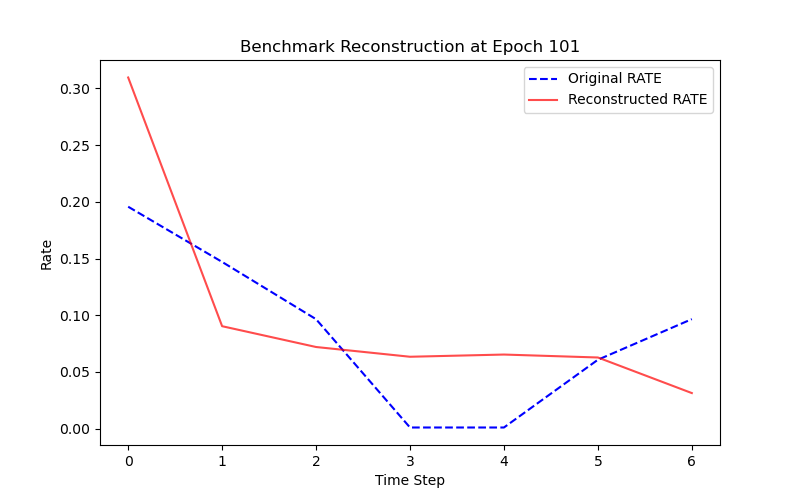 Benchmark Reconstruction at Epoch 101
Original RATE
Reconstructed RATE
Rate
0.30
0.25
0.20
0.15
0.10
0.05
0.00
0 1 2 3 4 5 6
Time Step